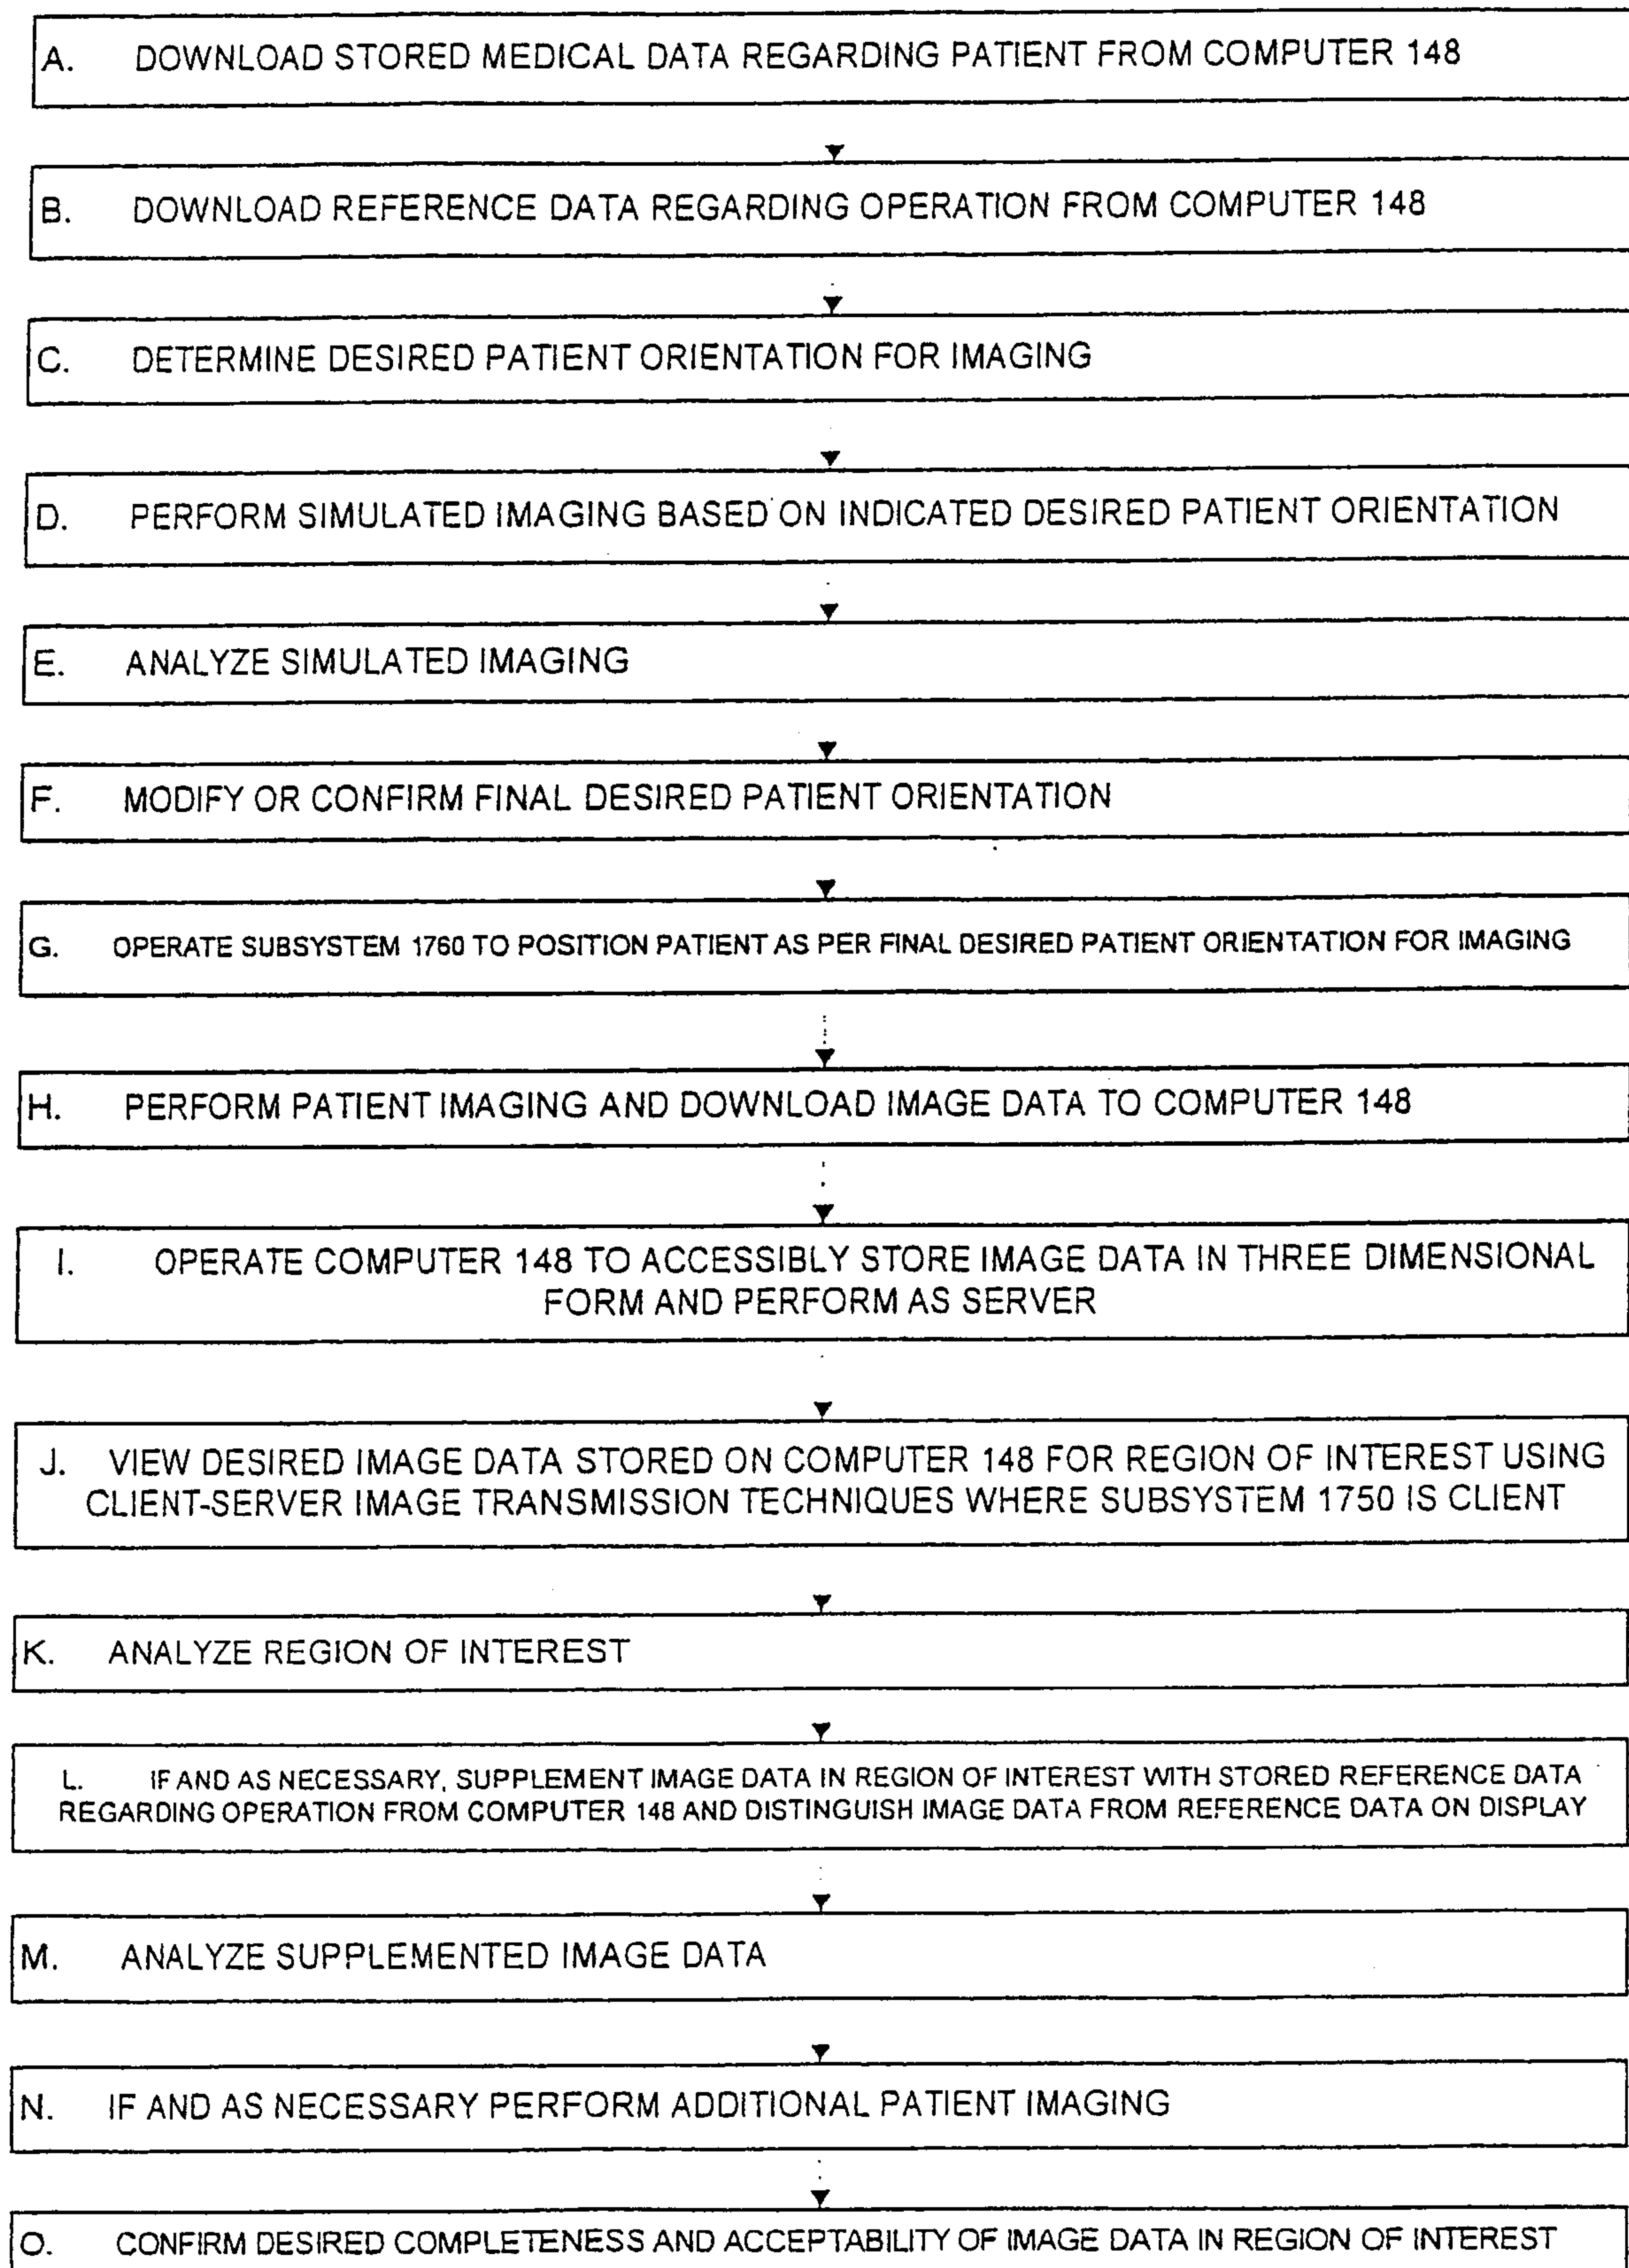 A. DOWNLOAD STORED MEDICAL DATA REGARDING PATIENT FROM COMPUTER 148
B. DOWNLOAD REFERENCE DATA REGARDING OPERATION FROM COMPUTER 148
C. DETERMINE DESIRED PATIENT ORIENTATION FOR IMAGING
D. PERFORM SIMULATED IMAGING BASED ON INDICATED DESIRED PATIENT ORIENTATION
E. ANALYZE SIMULATED IMAGING
F. MODIFY OR CONFIRM FINAL DESIRED PATIENT ORIENTATION
G. OPERATE SUBSYSTEM 1760 TO POSITION PATIENT AS PER FINAL DESIRED PATIENT ORIENTATION FOR IMAGING
H. PERFORM PATIENT IMAGING AND DOWNLOAD IMAGE DATA TO COMPUTER 148
I. OPERATE COMPUTER 148 TO ACCESSIBLY STORE IMAGE DATA IN THREE DIMENSIONAL
FORM AND PERFORM AS SERVER
J. VIEW DESIRED IMAGE DATA STORED ON COMPUTER 148 FOR REGION OF INTEREST USING
CLIENT-SERVER IMAGE TRANSMISSION TECHNIQUES WHERE SUBSYSTEM 1750 IS CLIENT
K. ANALYZE REGION OF INTEREST
L. IF AND AS NECESSARY, SUPPLEMENT IMAGE DATA IN REGION OF INTEREST WITH STORED REFERENCE DATA
REGARDING OPERATION FROM COMPUTER 148 AND DISTINGUISH IMAGE DATA FROM REFERENCE DATA ON DISPLAY
M. ANALYZE SUPPLEMENTED IMAGE DATA
N. IF AND AS NECESSARY PERFORM ADDITIONAL PATIENT IMAGING
O. CONFIRM DESIRED COMPLETENESS AND ACCEPTABILITY OF IMAGE DATA IN REGION OF INTEREST